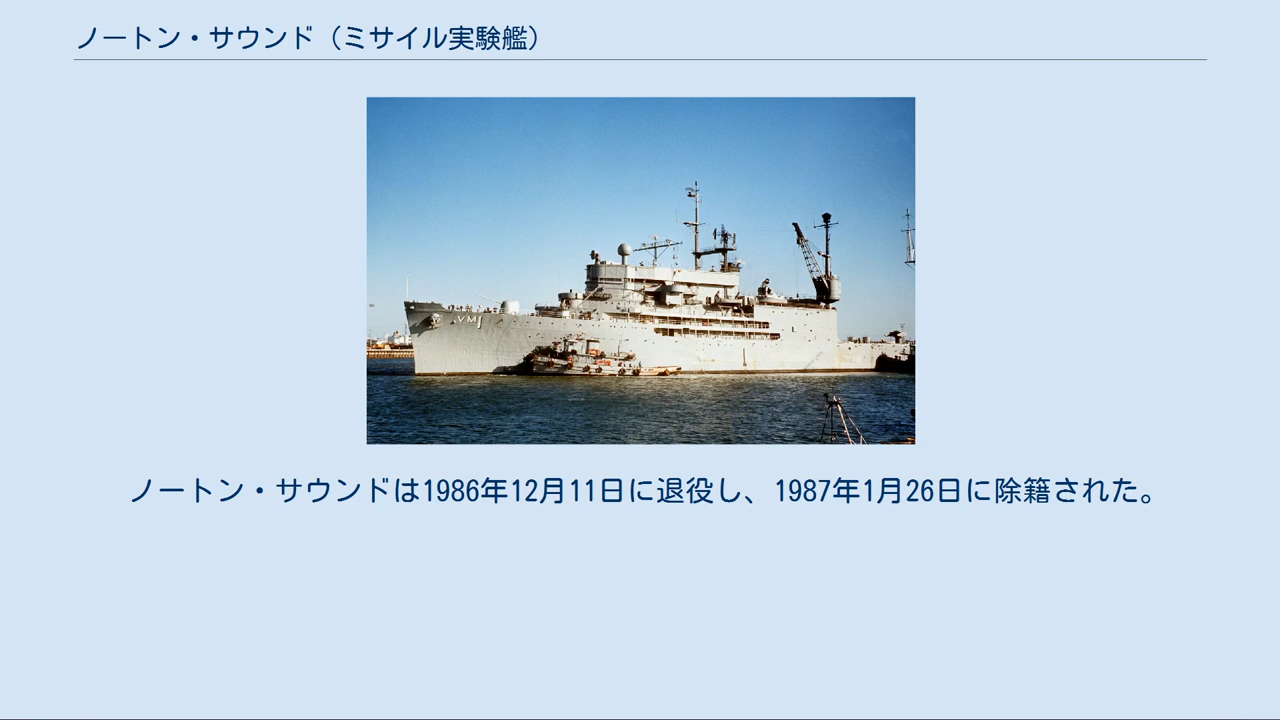 ノートン・サウンド（ミサイル実験艦）
ノートン・サウンドは1986年12月11日に退役し、1987年1月26日に除籍された。